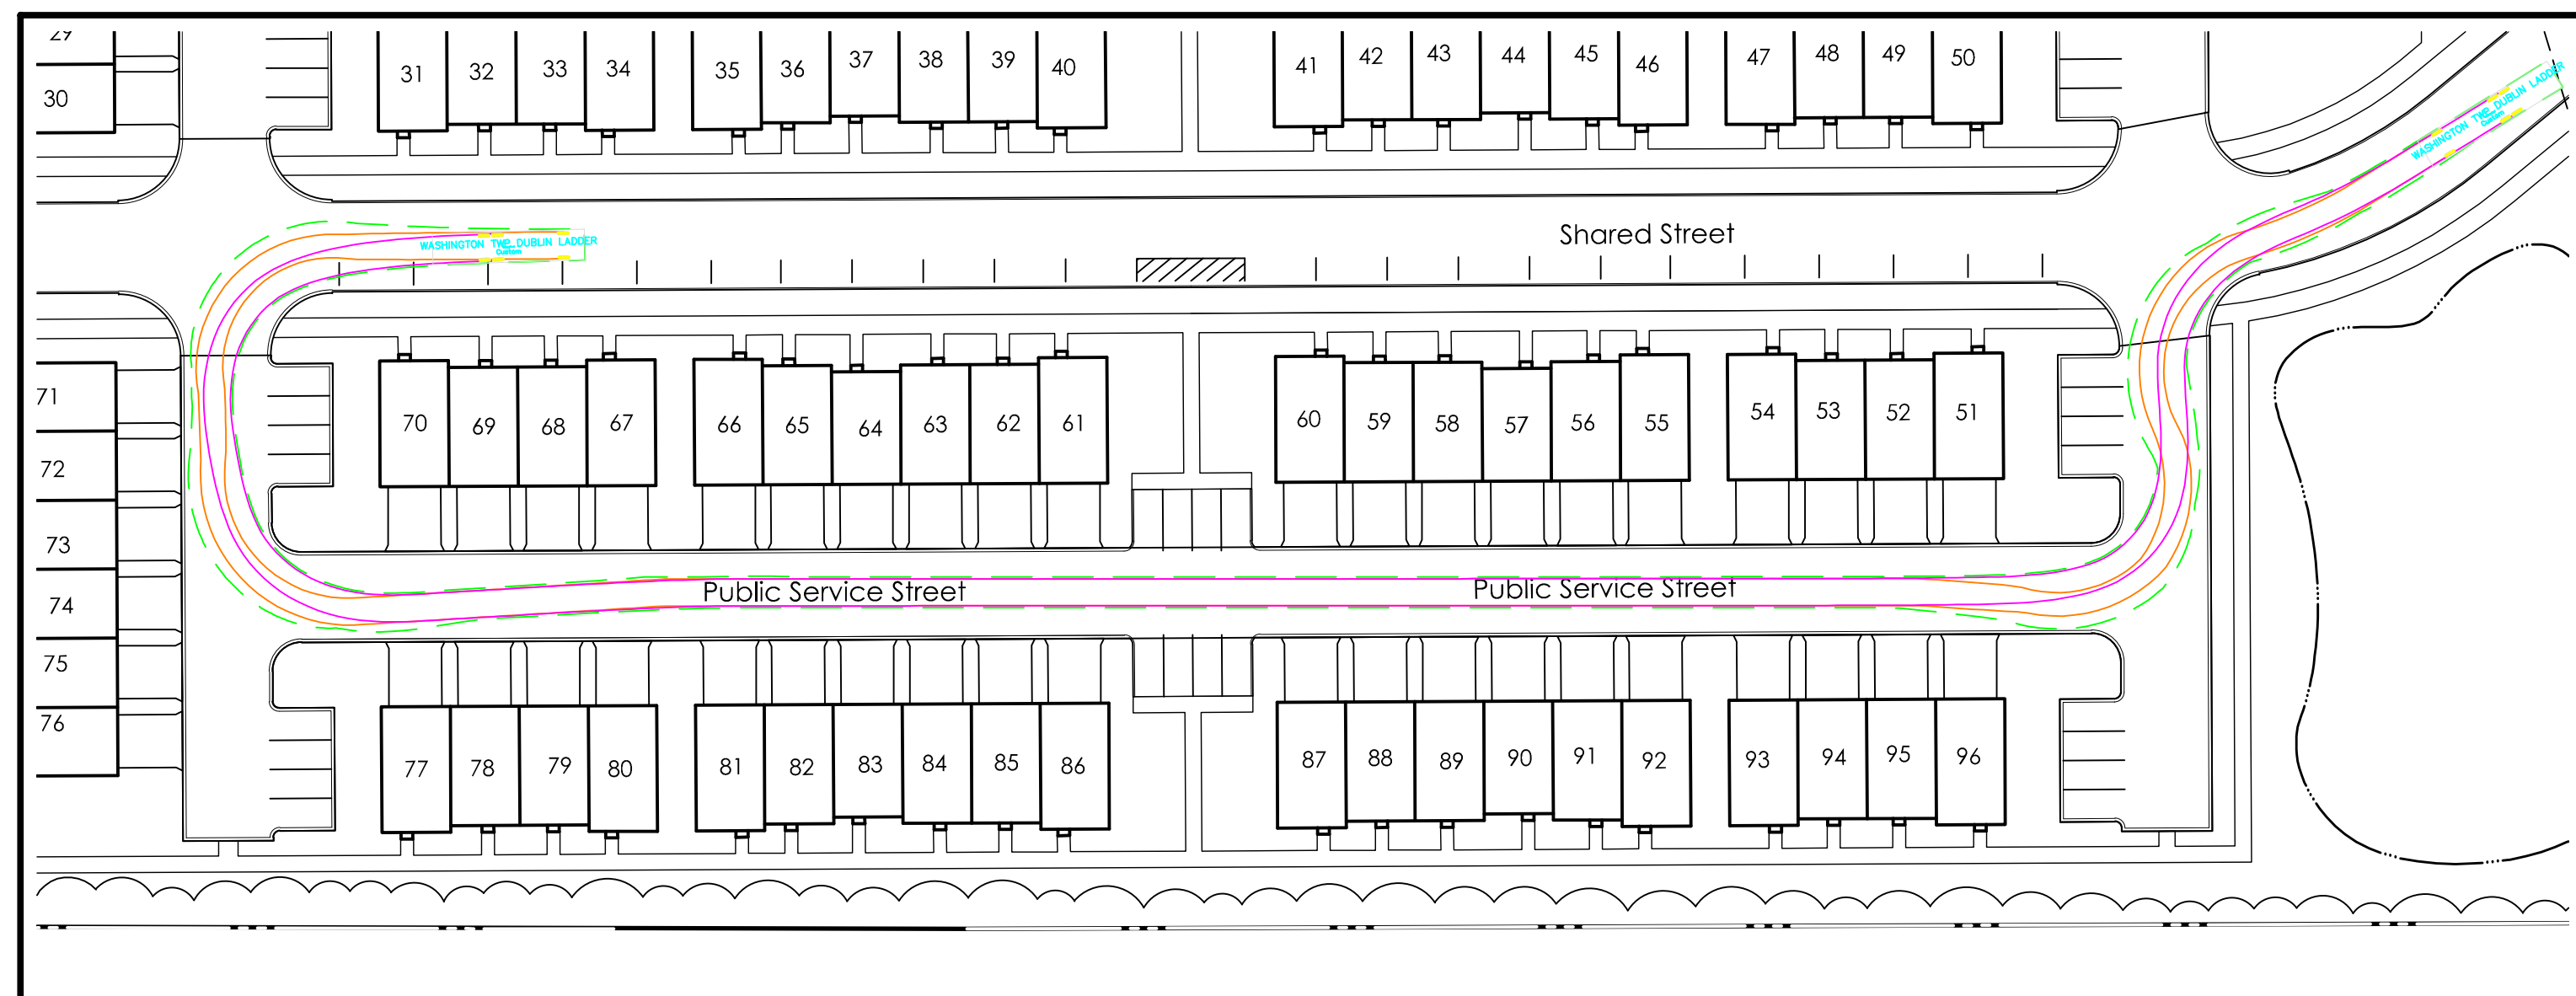 29
30
31 32 33 34 35 36 37 38 39 40 41 42 43 44 45 46 47 48 49 50
WASHINGTON TWP_DUBLIN LADDER
Custom
Shared Street
WASHINGTON TWP_DUBLIN LADDER
Custom
71
72
73
74
75
76
70 69 68 67 66 65 64 63 62 61 60 59 58 57 56 55 54 53 52 51
Public Service Street Public Service Street
77 78 79 80 81 82 83 84 85 86 87 88 89 90 91 92 93 94 95 96